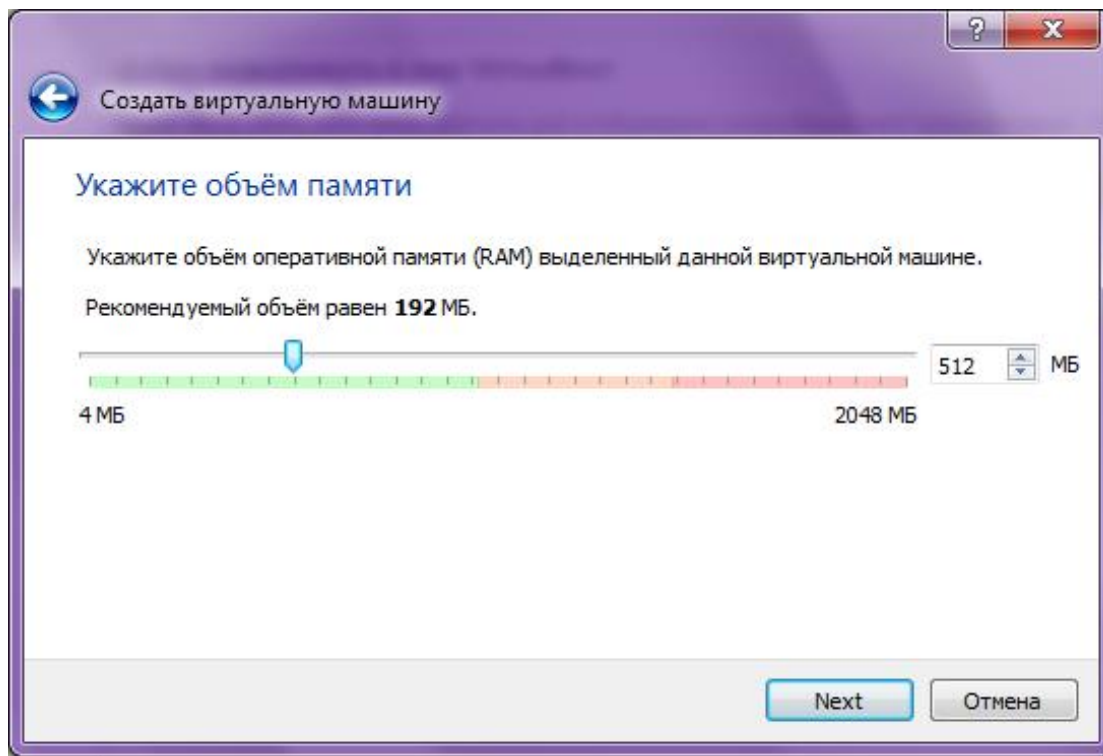 Создать виртуальную машину
Укажите объём памяти
Укажите объём оперативной памяти (RAM) выделенный данной виртуальной машине.
Рекомендуемый объём равен 192 МБ.
512 МБ
4 МБ 2048 МБ
Next Отмена